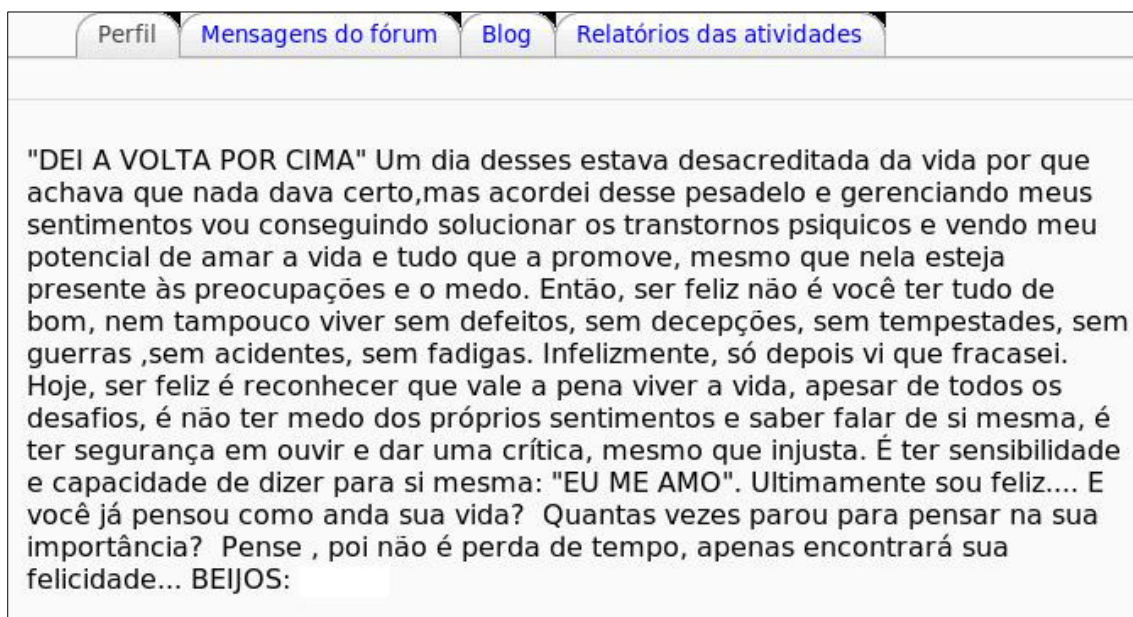 Perfil Mensagens do fórum Blog Relatórios das atividades
"DEI A VOLTA POR CIMA" Um dia desses estava desacreditada da vida por que
achava que nada dava certo,mas acordei desse pesadelo e gerenciando meus
sentimentos vou conseguindo solucionar os transtornos psiquicos e vendo meu
potencial de amar a vida e tudo que a promove, mesmo que nela esteja
presente às preocupações e o medo. Então, ser feliz não é você ter tudo de
bom, nem tampouco viver sem defeitos, sem decepções, sem tempestades, sem
guerras ,sem acidentes, sem fadigas. Infelizmente, só depois vi que fracasei.
Hoje, ser feliz é reconhecer que vale a pena viver a vida, apesar de todos os
desafios, é não ter medo dos próprios sentimentos e saber falar de si mesma, é
ter segurança em ouvir e dar uma crítica, mesmo que injusta. É ter sensibilidade
e capacidade de dizer para si mesma: "EU ME AMO". Ultimamente sou feliz.... E
você já pensou como anda sua vida?  Quantas vezes parou para pensar na sua
importância?  Pense , poi não é perda de tempo, apenas encontrará sua
felicidade... BEIJOS: